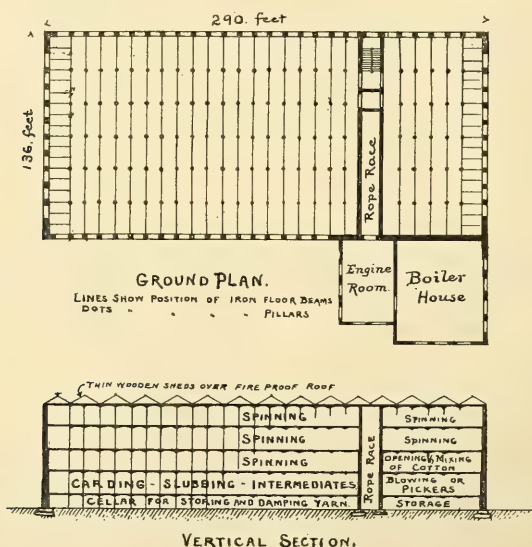 290. feet
136. feet
Rope Race
GROUND PLAN.
LINES SHOW POSITION OF IRON FLOOR BEAMS
DOTS " " " " PILLARS
Engine
Room.
Boiler
House
THIN WOODEN SHEDS OVER FIRE PROOF ROOF
SPINNING
SPINNING
SPINNING
CARDING - SLUBBING - INTERMEDIATES
CELLAR FOR STORING AND DAMPING YARN.
ROPE RACE
SPINNING
SPINNING
OPENING & MIXING
OF COTTON
BLOWING OR
PICKERS
STORAGE
VERTICAL SECTION.